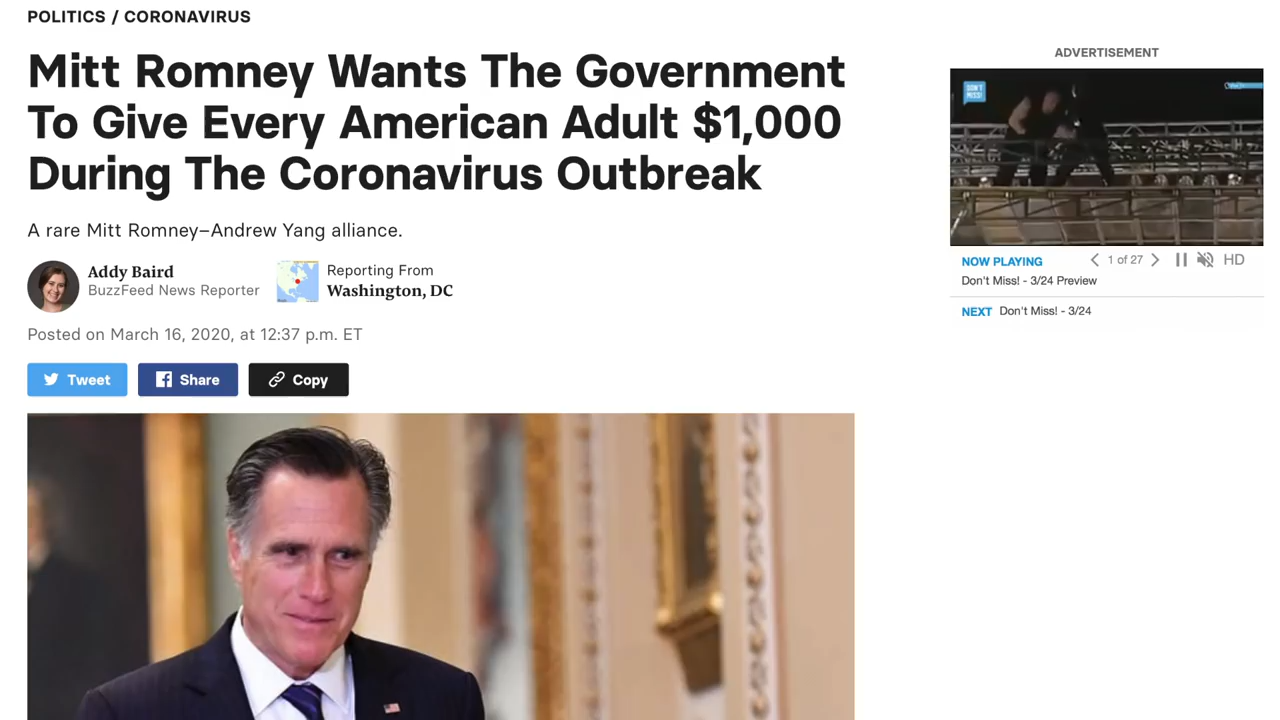 POLITICS / CORONAVIRUS
Mitt Romney Wants The Government
To Give Every American Adult $1,000
During The Coronavirus Outbreak
A rare Mitt Romney–Andrew Yang alliance.
Addy Baird
BuzzFeed News Reporter
Reporting From
Washington, DC
Posted on March 16, 2020, at 12:37 p.m. ET
Tweet
Share
Copy
ADVERTISEMENT
DON'T
MISS!
NOW PLAYING
1 of 27
HD
Don't Miss! - 3/24 Preview
NEXT Don't Miss! - 3/24